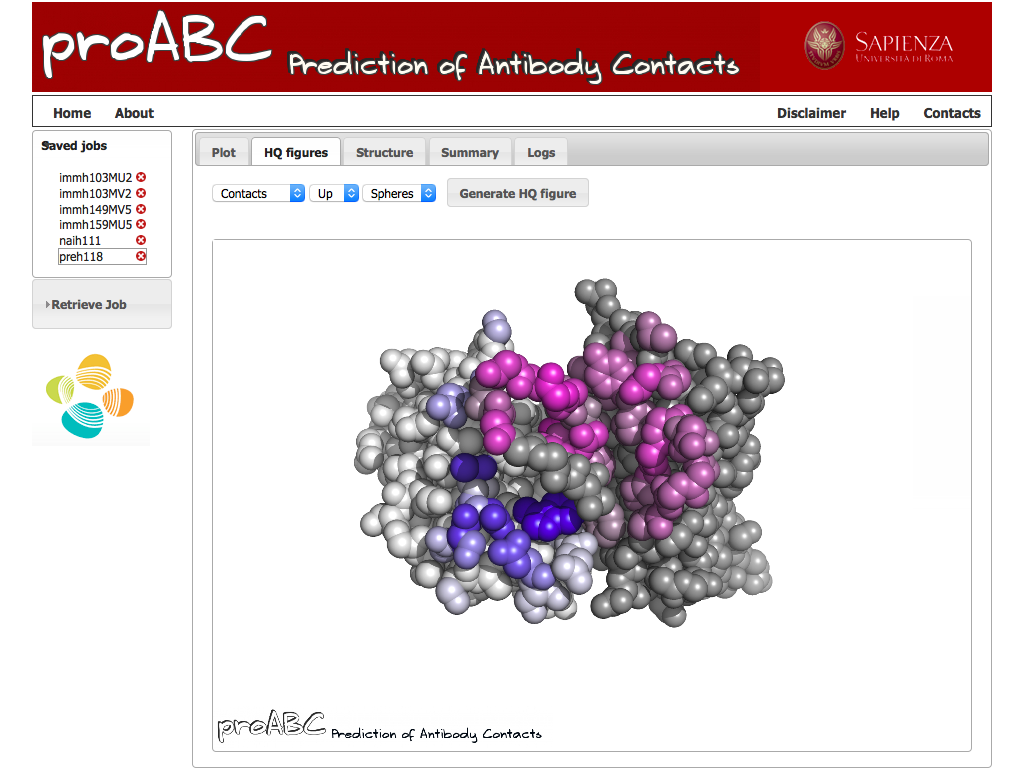 proABC Prediction of Antibody Contacts
SAPIENZA
UNIVERSITÀ DI ROMA
Home About Disclaimer Help Contacts
Saved jobs
immh103MU2
immh103MV2
immh149MV5
immh159MU5
naih111
preh118
Retrieve Job
Plot HQ figures Structure Summary Logs
Contacts Up Spheres Generate HQ figure
proABC Prediction of Antibody Contacts